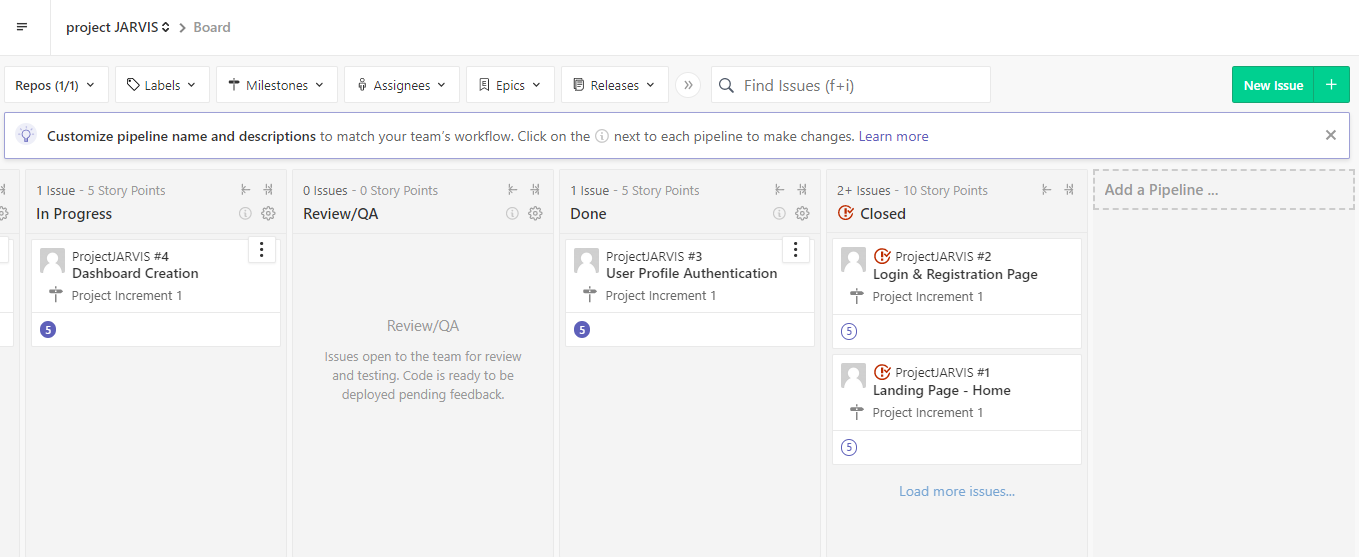 project JARVIS > Board
Repos (1/1)
Labels
Milestones
Assignees
Epics
Releases
»
Find Issues (f+i)
New Issue +
Customize pipeline name and descriptions to match your team's workflow. Click on the ⓘ next to each pipeline to make changes. Learn more ×
1 Issue - 5 Story Points
In Progress
ProjectJARVIS #4
Dashboard Creation
Project Increment 1
5
0 Issues - 0 Story Points
Review/QA
Review/QA
Issues open to the team for review
and testing. Code is ready to be
deployed pending feedback.
1 Issue - 5 Story Points
Done
ProjectJARVIS #3
User Profile Authentication
Project Increment 1
5
2+ Issues - 10 Story Points
Closed
ProjectJARVIS #2
Login & Registration Page
Project Increment 1
5
ProjectJARVIS #1
Landing Page - Home
Project Increment 1
5
Load more issues...
Add a Pipeline ...